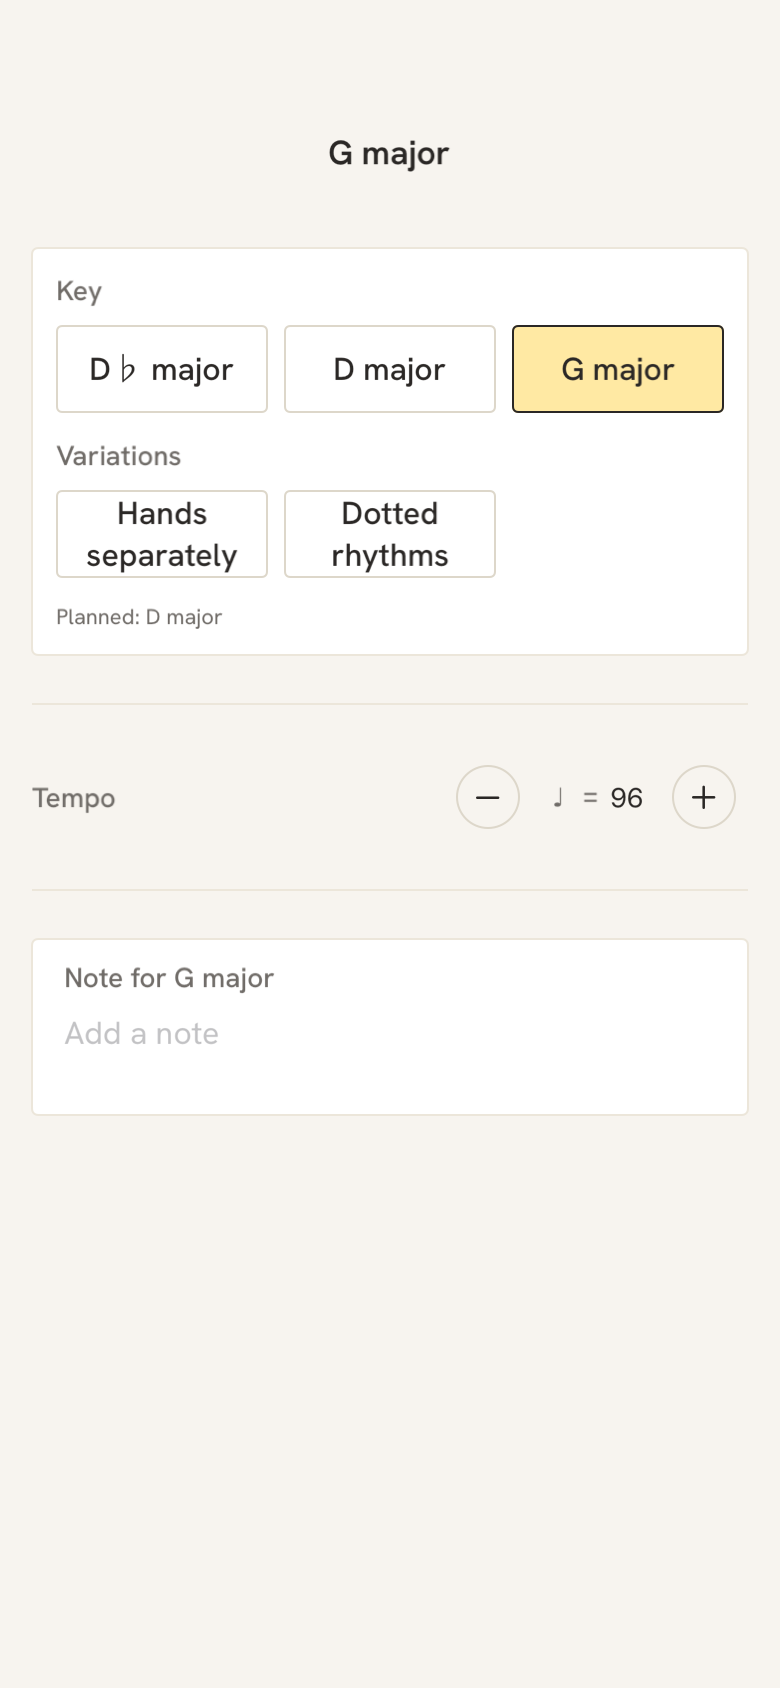 G major
Key
D♭ major
D major
G major
Variations
Hands
separately
Dotted
rhythms
Planned: D major
Tempo
− ♩ = 96 +
Note for G major
Add a note